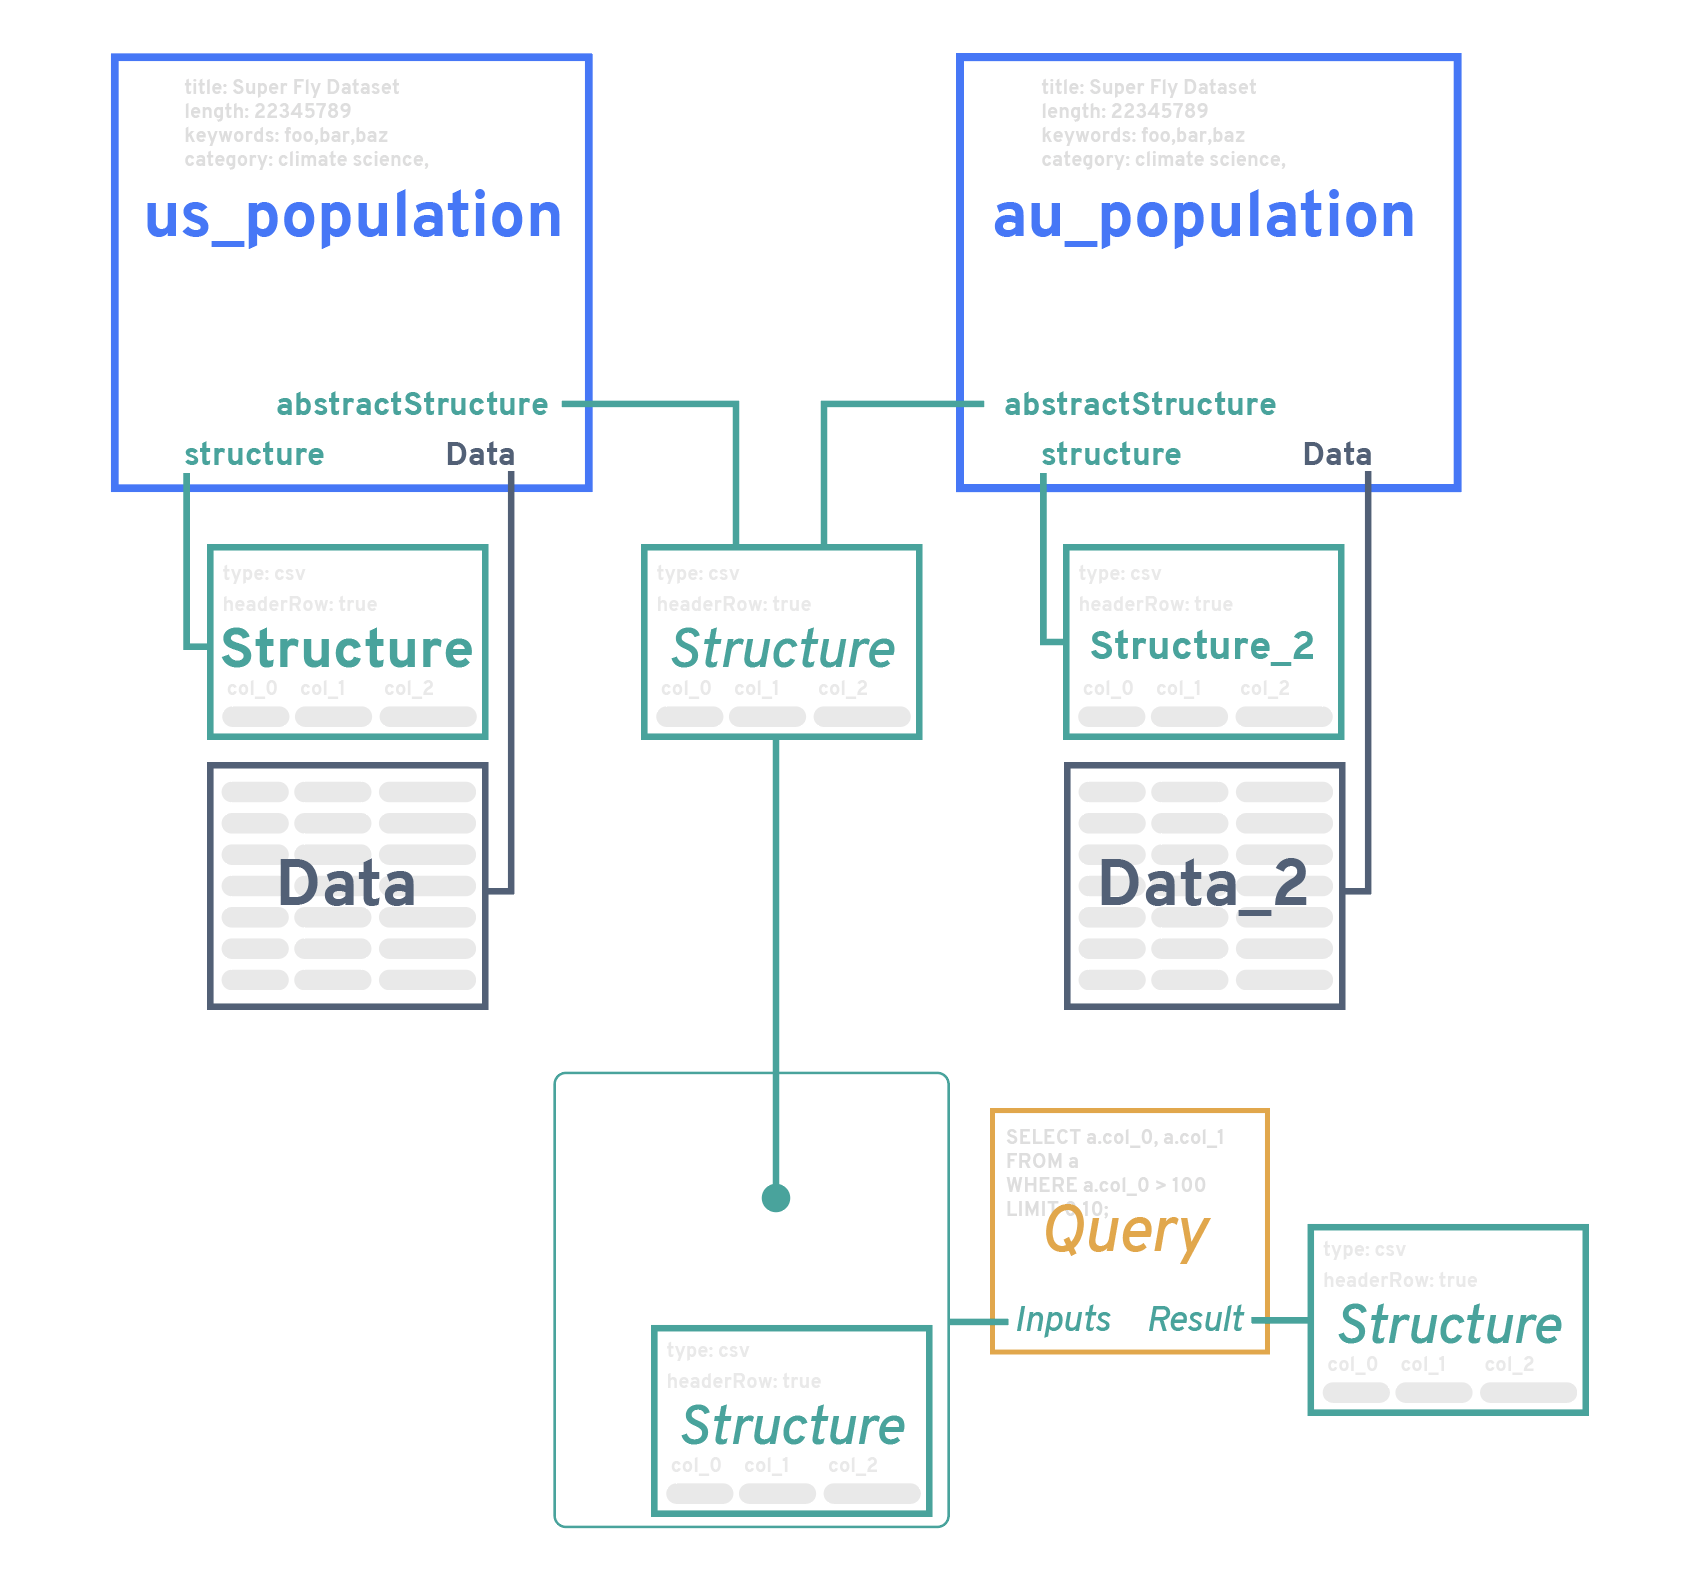 title: Super Fly Dataset
length: 22345789
keywords: foo,bar,baz
category: climate science,
us_population
abstractStructure
structure
Data
title: Super Fly Dataset
length: 22345789
keywords: foo,bar,baz
category: climate science,
au_population
abstractStructure
structure
Data
type: csv
headerRow: true
Structure
col_0 col_1 col_2
type: csv
headerRow: true
Structure
col_0 col_1 col_2
type: csv
headerRow: true
Structure_2
col_0 col_1 col_2
Data
Data_2
SELECT a.col_0, a.col_1
FROM a
WHERE a.col_0 > 100
LIMIT 0,10;
Query
Inputs Result
type: csv
headerRow: true
Structure
col_0 col_1 col_2
type: csv
headerRow: true
Structure
col_0 col_1 col_2